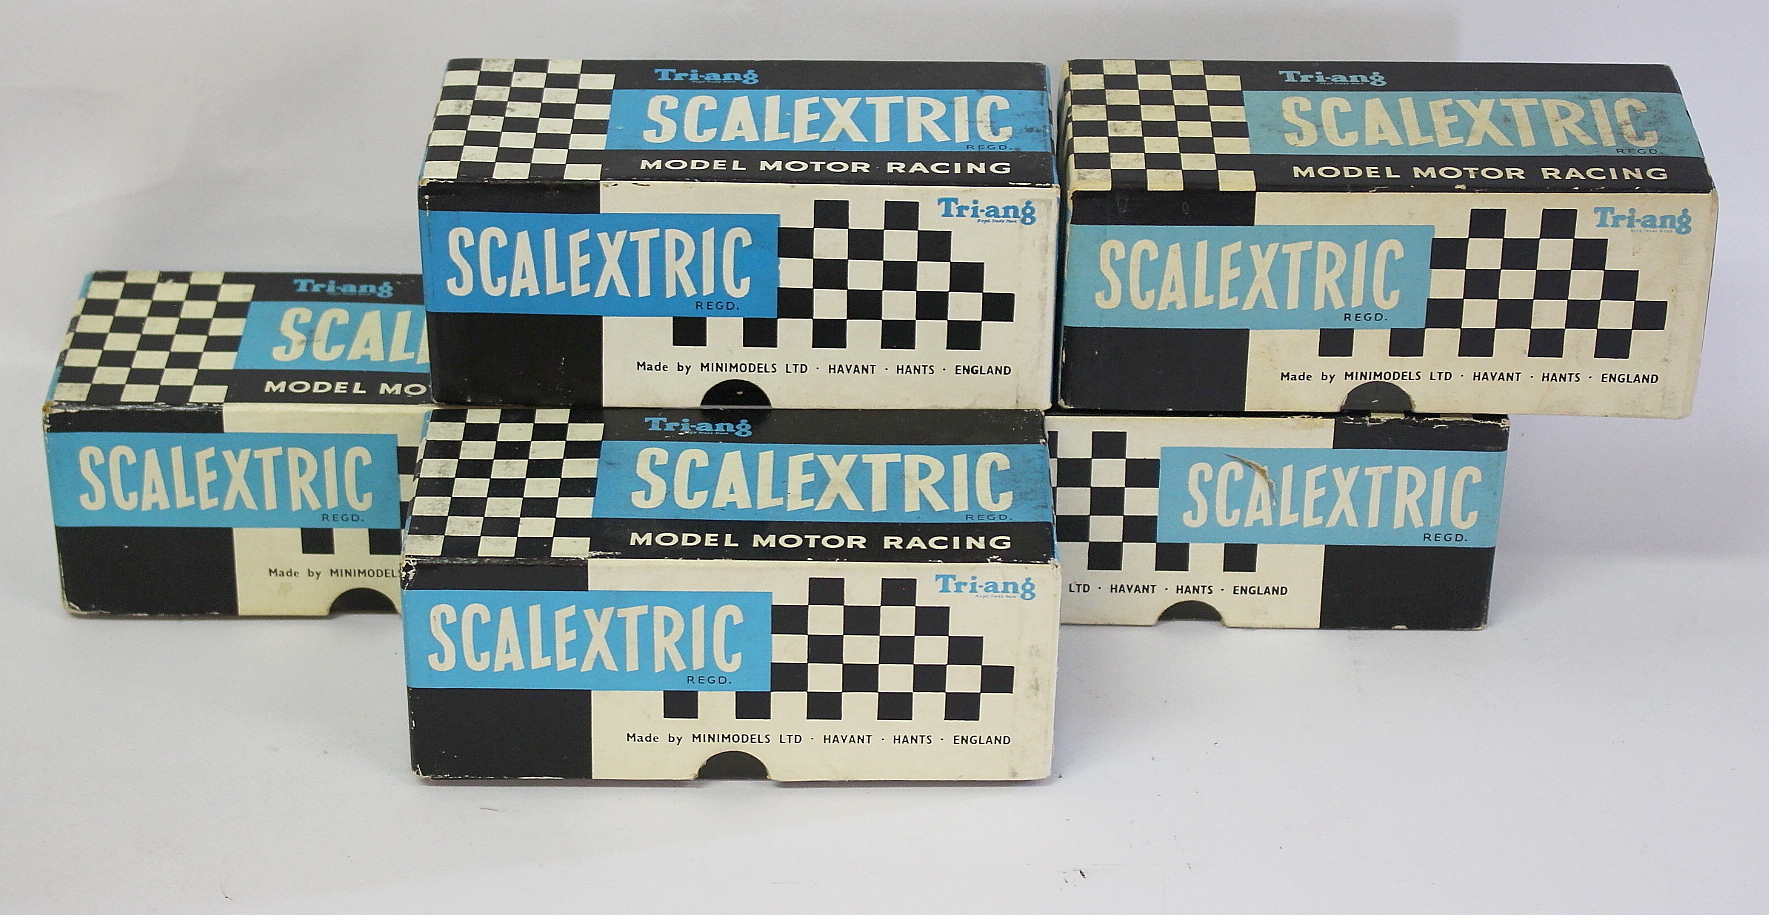 Tri-ang
SCALEXTRIC
REGD.
MODEL MOTOR RACING
Tri-ang
SCALEXTRIC
REGD.
Made by MINIMODELS LTD · HAVANT · HANTS · ENGLAND
Tri-ang
SCALEXTRIC
REGD.
MODEL MOTOR RACING
Tri-ang
SCALEXTRIC
REGD.
Made by MINIMODELS LTD · HAVANT · HANTS · ENGLAND
Tri-ang
SCAL
MODEL MO
SCALEXTRIC
REGD.
Made by MINIMODELS
Tri-ang
SCALEXTRIC
REGD.
MODEL MOTOR RACING
Tri-ang
SCALEXTRIC
REGD.
Made by MINIMODELS LTD · HAVANT · HANTS · ENGLAND
SCALEXTRIC
REGD.
LTD · HAVANT · HANTS · ENGLAND